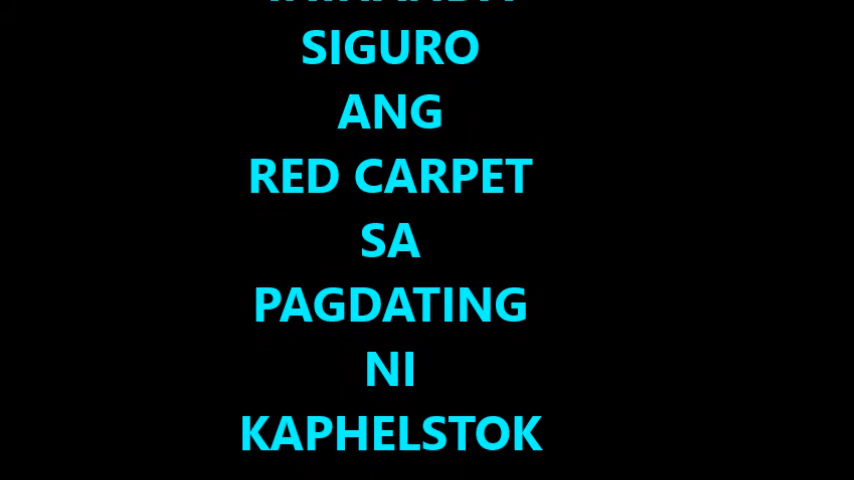 SIGURO
ANG
RED CARPET
SA
PAGDATING
NI
KAPHELSTOK